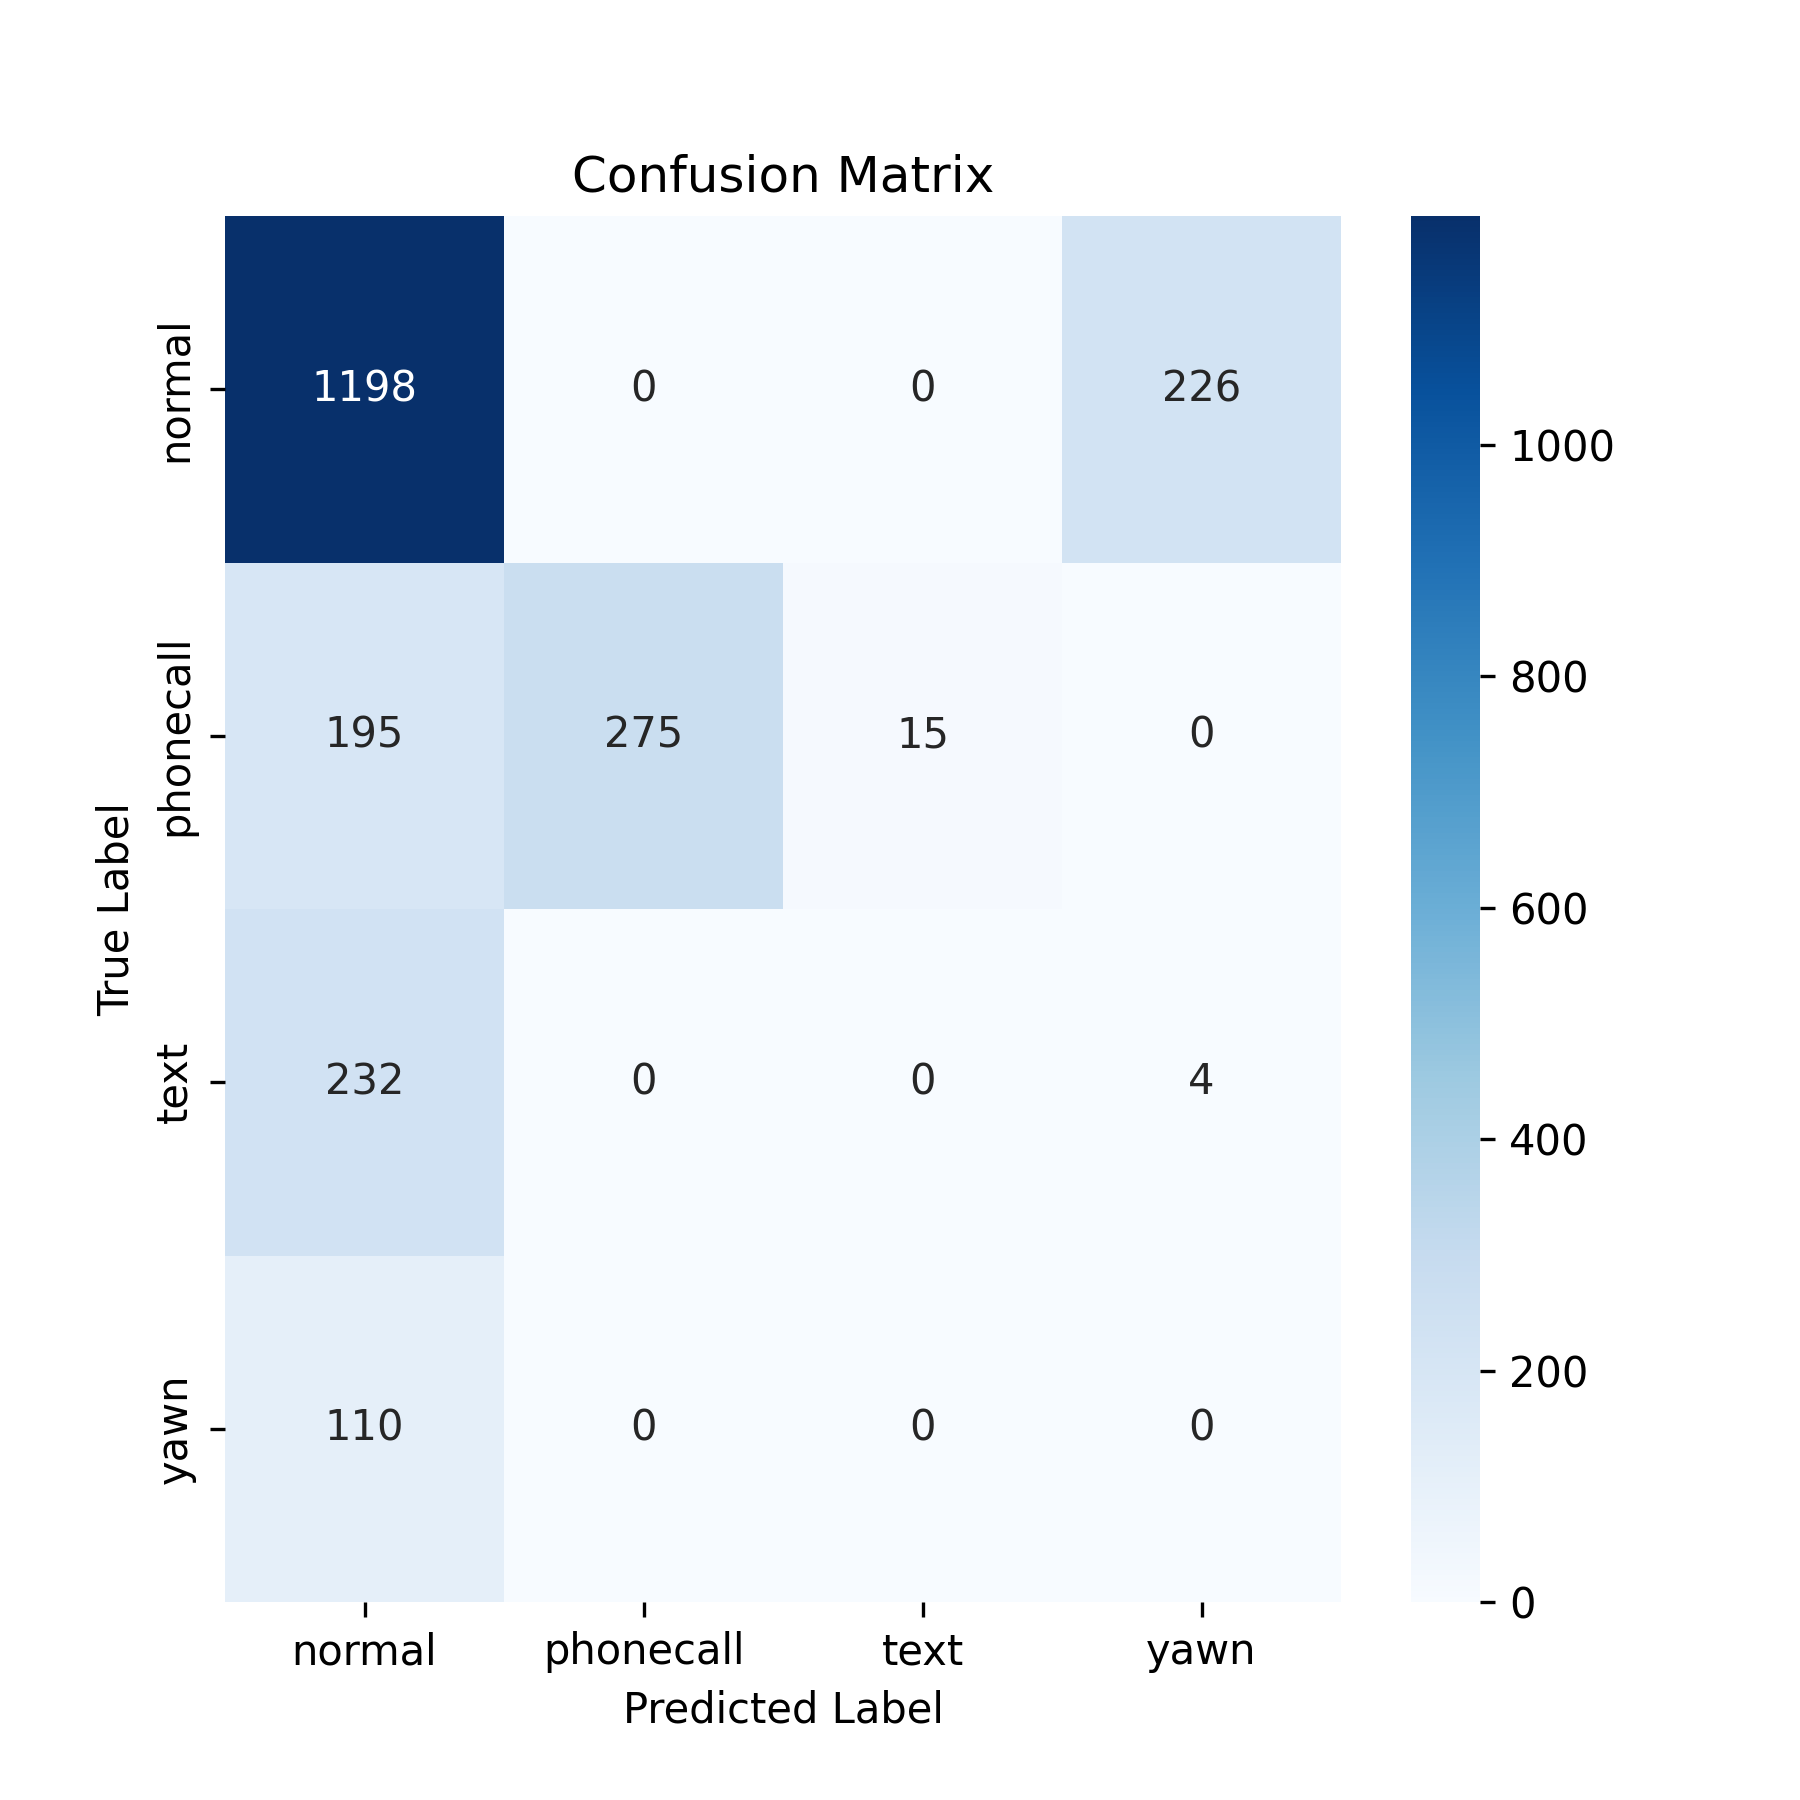 Confusion Matrix
True Label
normal
1198 0 0 226
phonecall
195 275 15 0
text
232 0 0 4
yawn
110 0 0 0
normal phonecall text yawn
Predicted Label
1000
800
600
400
200
0